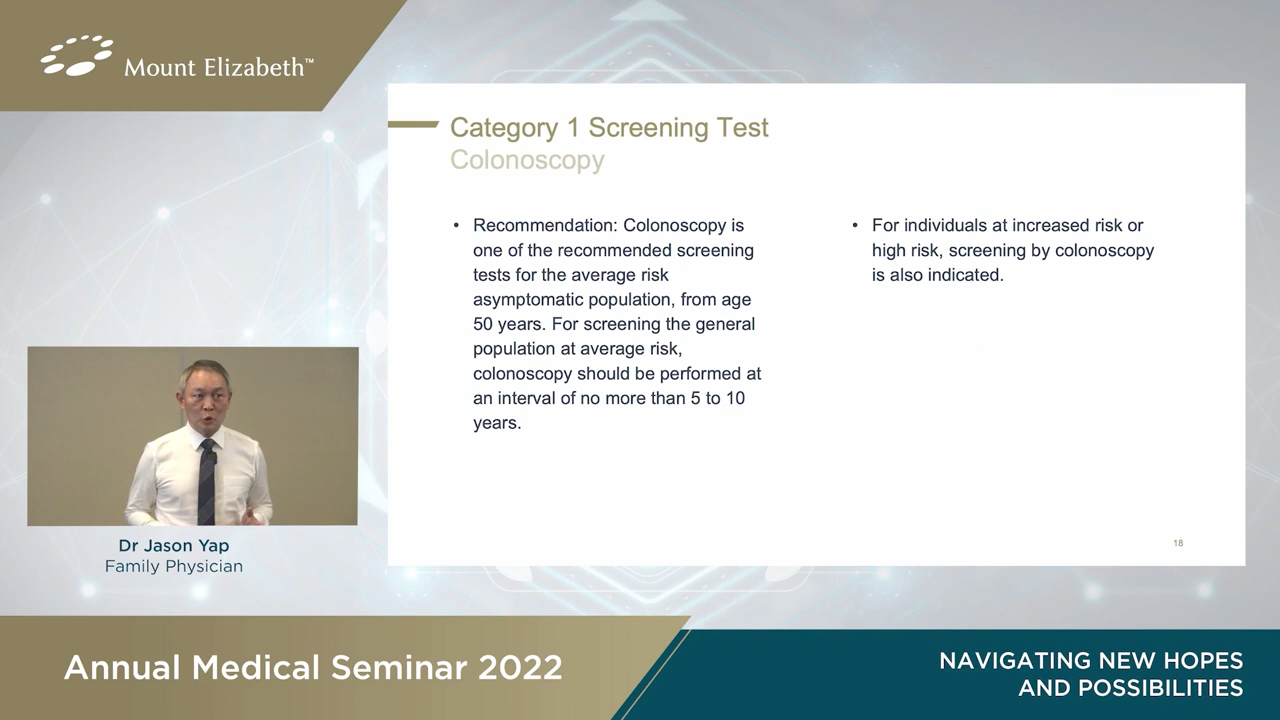 Mount Elizabeth™
Category 1 Screening Test
Colonoscopy
• Recommendation: Colonoscopy is
one of the recommended screening
tests for the average risk
asymptomatic population, from age
50 years. For screening the general
population at average risk,
colonoscopy should be performed at
an interval of no more than 5 to 10
years.
• For individuals at increased risk or
high risk, screening by colonoscopy
is also indicated.
18
Dr Jason Yap
Family Physician
Annual Medical Seminar 2022
NAVIGATING NEW HOPES
AND POSSIBILITIES